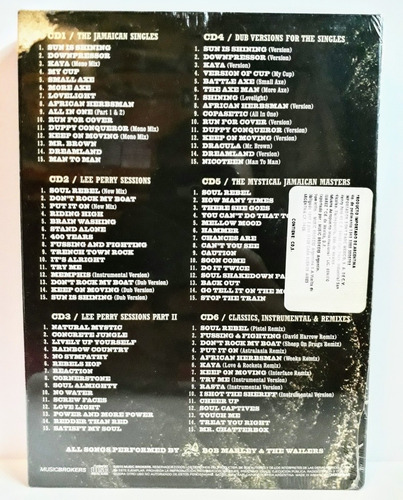 CD1 / THE JAMAICAN SINGLES
1. SUN IS SHINING
2. DOWNPRESSOR
3. KAYA (Mono Mix)
4. MY CUP
5. SMALL AXE
6. MORE AXE
7. LOVELIGHT
8. AFRICAN HERBSMAN
9. ALL IN ONE (Part 1 & 2)
10. RUN FOR COVER
11. DUPPY CONQUEROR (Mono Mix)
12. KEEP ON MOVING (Mono Mix)
13. MR. BROWN
14. DREAMLAND
15. MAN TO MAN
CD2 / LEE PERRY SESSIONS
1. SOUL REBEL (New Mix)
2. DON'T ROCK MY BOAT
3. PUT IT ON (Lee Mix)
4. RIDING HIGH
5. BRAIN WASHING
6. STAND ALONE
7. 400 YEARS
8. FUSSING AND FIGHTING
9. TRENCH TOWN ROCK
10. IT'S ALRIGHT
11. TRY ME
12. MEMPHIS (Instrumental Version)
13. DON'T ROCK MY BOAT (Dub Version)
14. KEEP ON MOVING (Dub Version)
15. SUN IS SHINING (Dub Version)
CD3 / LEE PERRY SESSIONS PART II
1. NATURAL MYSTIC
2. CONCRETE JUNGLE
3. LIVELY UP YOURSELF
4. RAINBOW COUNTRY
5. NO SYMPATHY
6. REBELS HOP
7. REACTION
8. CORNERSTONE
9. SOUL ALMIGHTY
10. NO WATER
11. SCREW FACES
12. LOVE LIGHT
13. POWER AND MORE POWER
14. REDDER THAN RED
15. SATISFY MY SOUL
CD4 / DUB VERSIONS FOR THE SINGLES
1. SUN IS SHINING (Version)
2. DOWNPRESSOR (Version)
3. KAYA (Version)
4. VERSION OF CUP (My Cup)
5. BATTLE AXE (Small Axe)
6. THE AXE MAN (More Axe)
7. SHINING (Lovelight)
8. AFRICAN HERBSMAN (Version)
9. COPASETIC (All in One)
10. RUN FOR COVER (Version)
11. DUPPY CONQUEROR (Version)
12. KEEP ON MOVING (Version)
13. DRACULA (Mr. Brown)
14. DREAMLAND (Version)
15. NICOTHEEN (Man To Man)
CD5 / THE MYSTICAL JAMAICAN MASTERS
1. SOUL REBEL
2. HOW MANY TIMES
3. THERE SHE GOES
4. YOU CAN'T DO THAT T
5. MELLOW MOOD
6. HAMMER
7. CHANCES ARE
8. CAN'T YOU SEE
9. CAUTION
10. SOON COME
11. DO IT TWICE
12. SOUL SHAKEDOWN PA
13. BACK OUT
14. GO TELL IT ON THE MO
15. STOP THE TRAIN
CD6 / CLASSICS, INSTRUMENTAL & REMIXES
1. SOUL REBEL (Pistel Remix)
2. FUSSING & FIGHTING (David Harrow Remix)
3. DON'T ROCK MY BOAT (Cheap On Drugs Remix)
4. PUT IT ON (Astralasia Remix)
5. AFRICAN HERBSMAN (Weeks Remix)
6. KAYA (Love & Rockets Remix)
7. KEEP ON MOVING (Interface Remix)
8. TRY ME (Instrumental Version)
9. RASTA (Instrumental Version)
10. I SHOT THE SHERIFF (Instrumental Version)
11. CHEER UP
12. SOUL CAPTIVES
13. TOUCH ME
14. TREAT YOU RIGHT
15. MR. CHATTERBOX
ALL SONGS PERFORMED BY BOB MARLEY & THE WAILERS
MUSICBROKERS